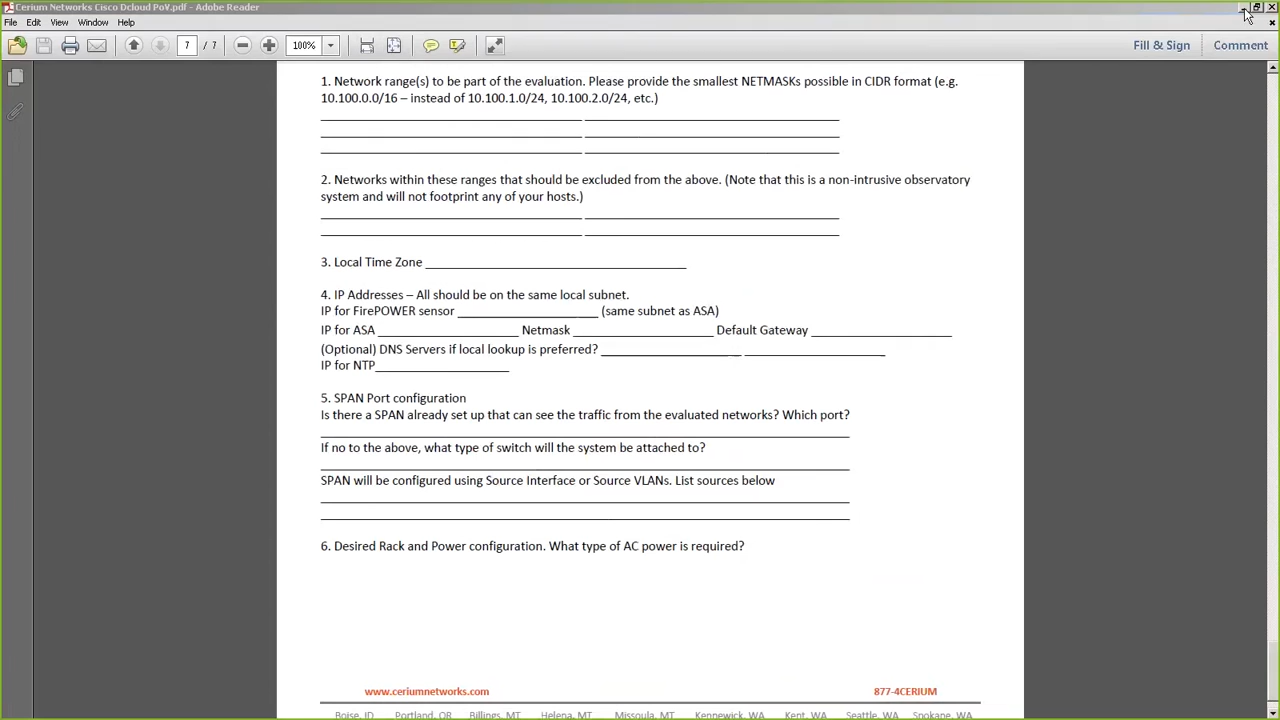 Cerium Networks Cisco Dcloud PoV.pdf - Adobe Reader
File Edit View Window Help
7 / 7 100% Fill & Sign Comment
1. Network range(s) to be part of the evaluation. Please provide the smallest NETMASKs possible in CIDR format (e.g.
10.100.0.0/16 – instead of 10.100.1.0/24, 10.100.2.0/24, etc.)
2. Networks within these ranges that should be excluded from the above. (Note that this is a non-intrusive observatory
system and will not footprint any of your hosts.)
3. Local Time Zone
4. IP Addresses – All should be on the same local subnet.
IP for FirePOWER sensor (same subnet as ASA)
IP for ASA Netmask Default Gateway
(Optional) DNS Servers if local lookup is preferred?
IP for NTP
5. SPAN Port configuration
Is there a SPAN already set up that can see the traffic from the evaluated networks? Which port?
If no to the above, what type of switch will the system be attached to?
SPAN will be configured using Source Interface or Source VLANs. List sources below
6. Desired Rack and Power configuration. What type of AC power is required?
www.ceriumnetworks.com 877-4CERIUM
Boise, ID Portland, OR Billings, MT Helena, MT Missoula, MT Kennewick, WA Kent, WA Seattle, WA Spokane, WA